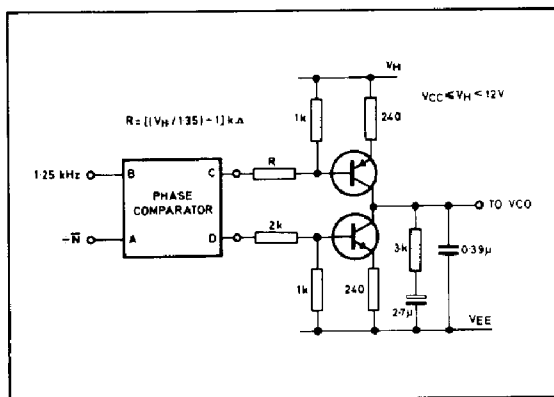 VH
VCC ≤ VH < 12V
R = [(VH/135) - 1] k.Ω
1k
240
1·25 kHz
B
C
R
PHASE
COMPARATOR
TO VCO
-N̅
A
D
2k
3k
0·39μ
1k
240
2·7μ
VEE